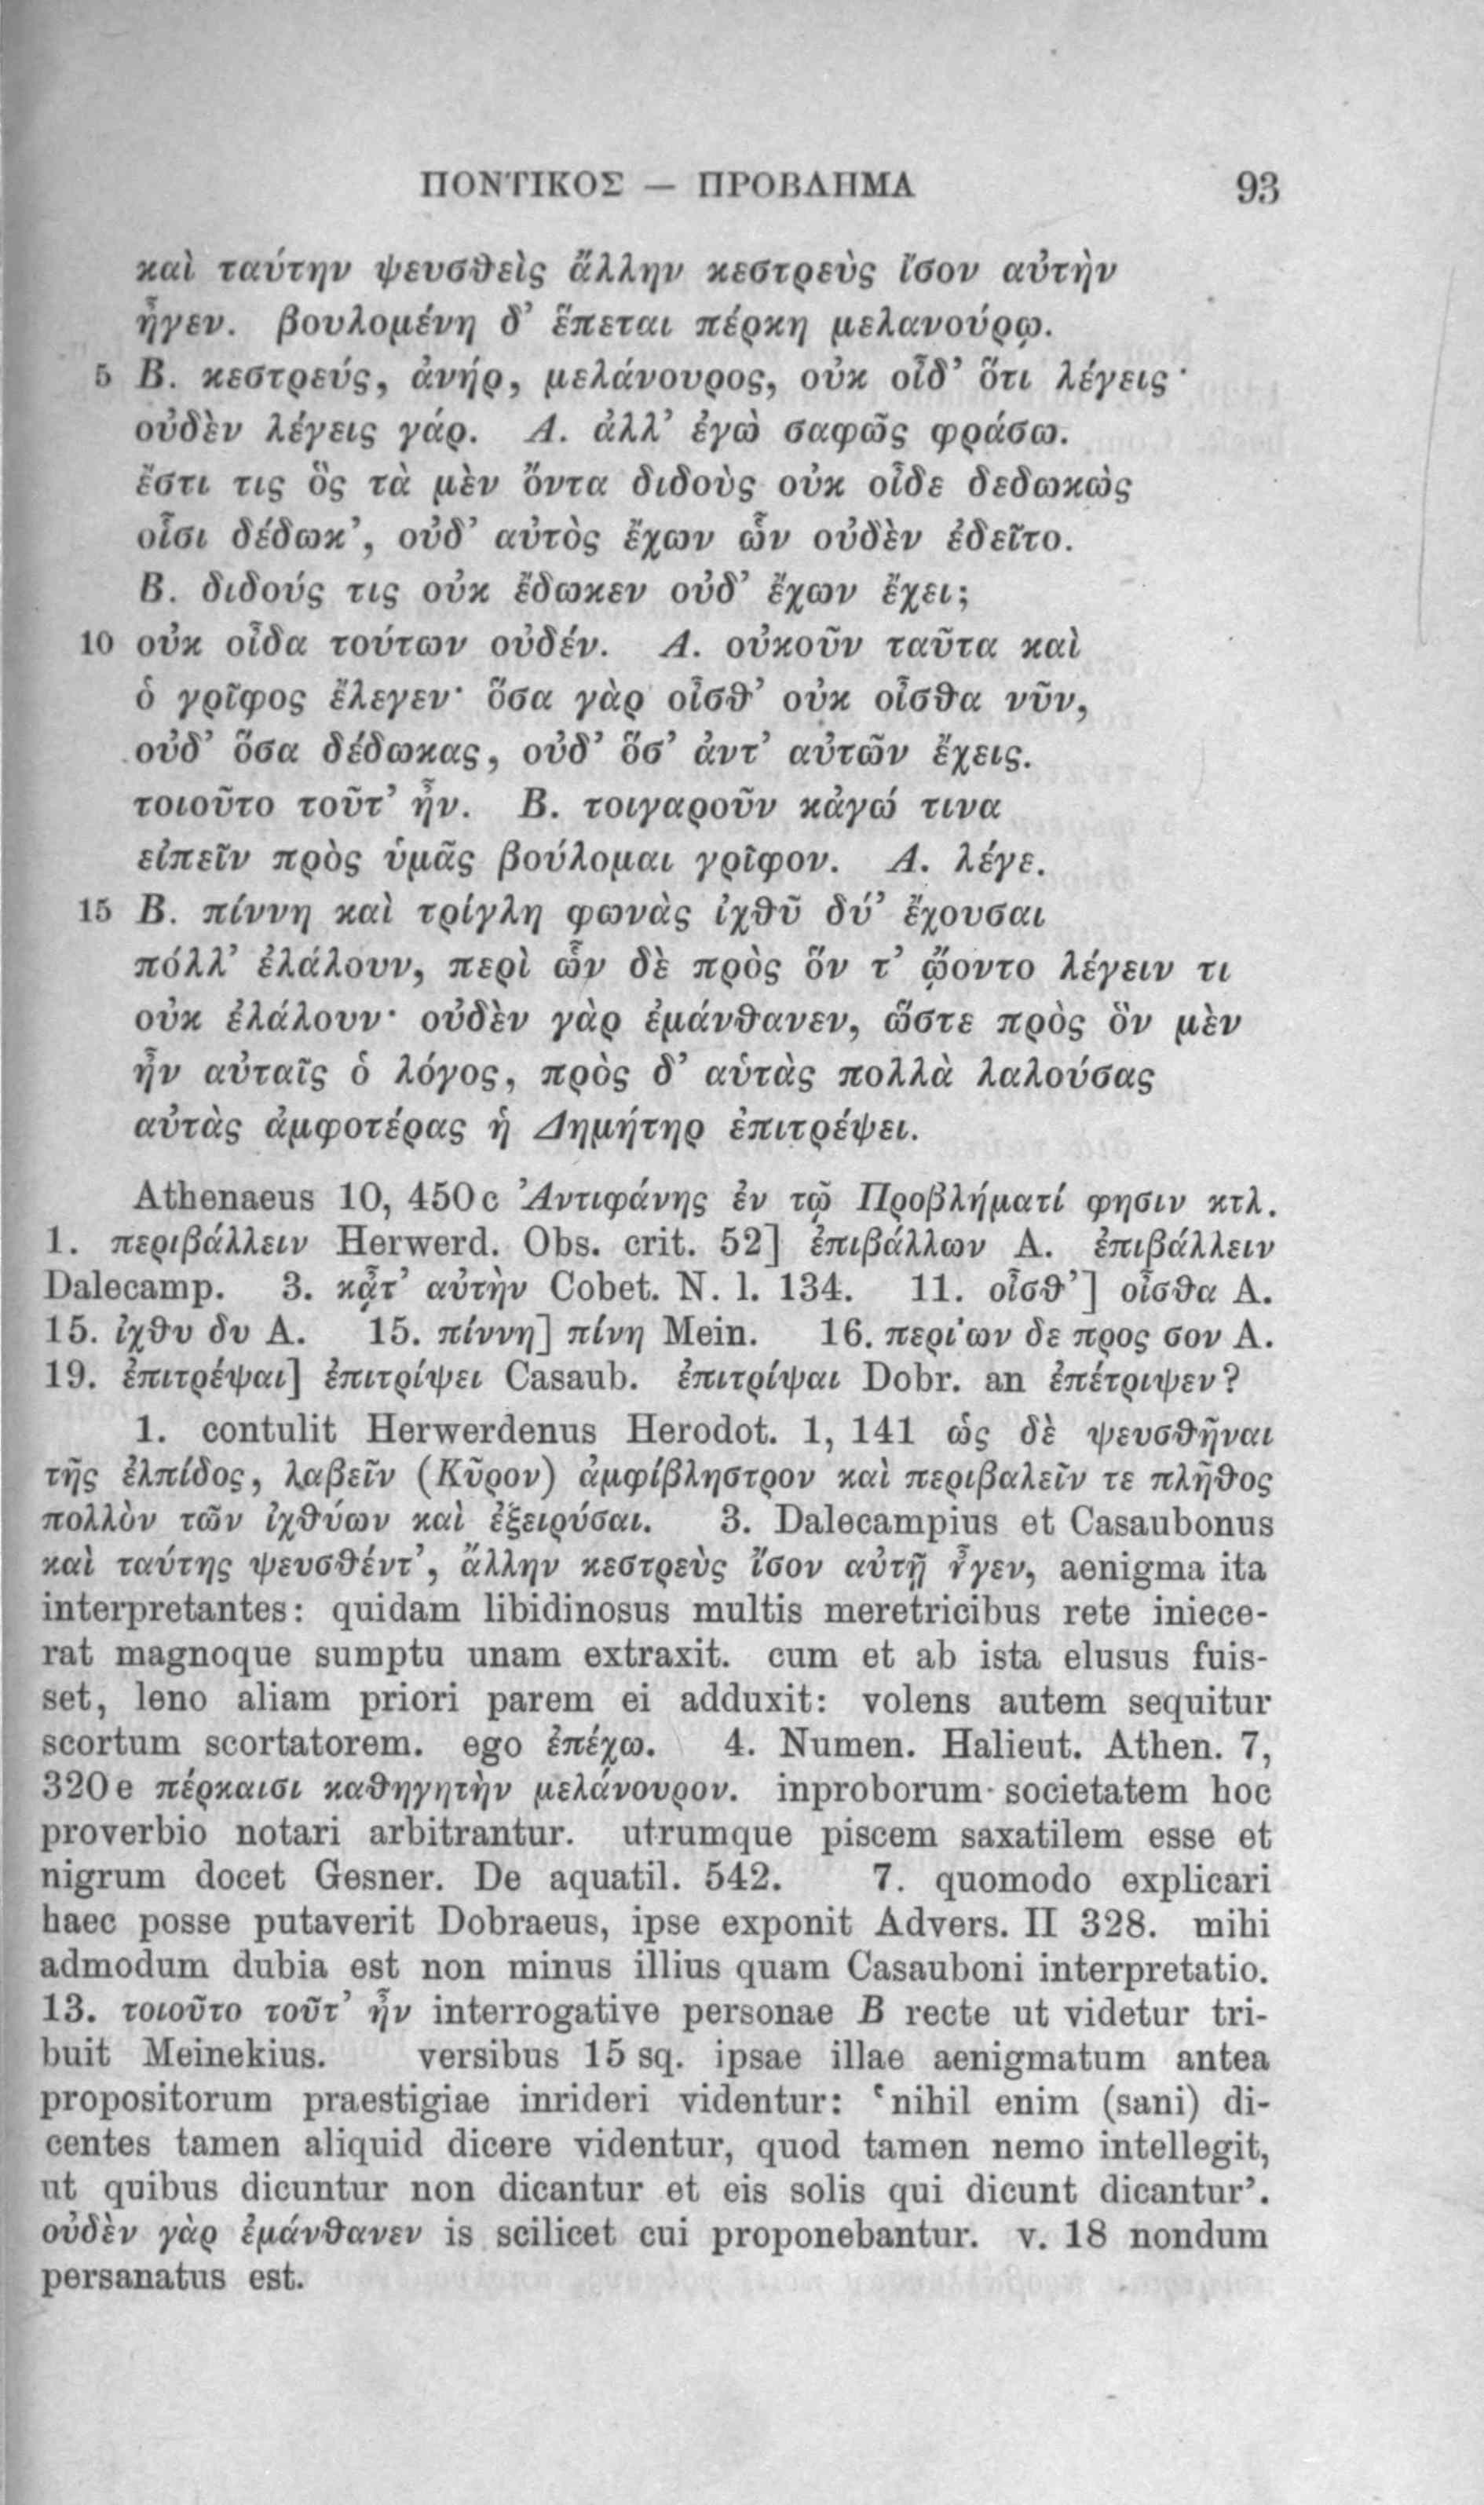 ΠΟΝΤΙΚΟΣ — ΠΡΟΒΛΗΜΑ 93
καὶ ταύτην ψευσθεὶς ἄλλην κεστρεὺς ἴσον αὐτὴν
ἦγεν. βουλομένη δ’ ἕπεται πέρκη μελανούρῳ.
5 Β. κεστρεύς, ἀνήρ, μελάνουρος, οὐκ οἶδ’ ὅτι λέγεις·
οὐδὲν λέγεις γάρ. Α. ἀλλ’ ἐγὼ σαφῶς φράσω.
ἔστι τις ὃς τὰ μὲν ὄντα διδοὺς οὐκ οἶδε δεδωκὼς
οἷσι δέδωκ’, οὐδ’ αὐτὸς ἔχων ὧν οὐδὲν ἐδεῖτο.
Β. διδούς τις οὐκ ἔδωκεν οὐδ’ ἔχων ἔχει;
10 οὐκ οἶδα τούτων οὐδέν. Α. οὐκοῦν ταῦτα καὶ
ὁ γρῖφος ἔλεγεν· ὅσα γὰρ οἶσθ’ οὐκ οἶσθα νῦν,
οὐδ’ ὅσα δέδωκας, οὐδ’ ὅσ’ ἀντ’ αὐτῶν ἔχεις.
τοιοῦτο τοῦτ’ ἦν. Β. τοιγαροῦν κἀγώ τινα
εἰπεῖν πρὸς ὑμᾶς βούλομαι γρῖφον. Α. λέγε.
15 Β. πίννη καὶ τρίγλη φωνὰς ἰχθῦ δύ’ ἔχουσαι
πόλλ’ ἐλάλουν, περὶ ὧν δὲ πρὸς ὅν τ’ ᾤοντο λέγειν τι
οὐκ ἐλάλουν· οὐδὲν γὰρ ἐμάνθανεν, ὥστε πρὸς ὃν μὲν
ἦν αὐταῖς ὁ λόγος, πρὸς δ’ αὑτὰς πολλὰ λαλούσας
αὐτὰς ἀμφοτέρας ἡ Δημήτηρ ἐπιτρέψει.
Athenaeus 10, 450c Ἀντιφάνης ἐν τῷ Προβλήματί φησιν κτλ.
1. περιβάλλειν Herwerd. Obs. crit. 52] ἐπιβάλλων A. ἐπιβάλλειν
Dalecamp. 3. κᾆτ’ αὐτὴν Cobet. N. l. 134. 11. οἶσθ’] οἶσθα A.
15. ἰχθυ δυ A. 15. πίννη] πίνη Mein. 16. περι'ων δε προς σον A.
19. ἐπιτρέψαι] ἐπιτρίψει Casaub. ἐπιτρίψαι Dobr. an ἐπέτριψεν?
1. contulit Herwerdenus Herodot. 1, 141 ὡς δὲ ψευσθῆναι
τῆς ἐλπίδος, λαβεῖν (Κῦρον) ἀμφίβληστρον καὶ περιβαλεῖν τε πλῆθος
πολλὸν τῶν ἰχθύων καὶ ἐξειρύσαι. 3. Dalecampius et Casaubonus
καὶ ταύτης ψευσθέντ’, ἄλλην κεστρεὺς ἴσον αὐτῇ ἦγεν, aenigma ita
interpretantes: quidam libidinosus multis meretricibus rete iniece-
rat magnoque sumptu unam extraxit. cum et ab ista elusus fuis-
set, leno aliam priori parem ei adduxit: volens autem sequitur
scortum scortatorem. ego ἐπέχω. 4. Numen. Halieut. Athen. 7,
320e πέρκαισι καθηγητὴν μελάνουρον. inproborum societatem hoc
proverbio notari arbitrantur. utrumque piscem saxatilem esse et
nigrum docet Gesner. De aquatil. 542. 7. quomodo explicari
haec posse putaverit Dobraeus, ipse exponit Advers. II 328. mihi
admodum dubia est non minus illius quam Casauboni interpretatio.
13. τοιοῦτο τοῦτ’ ἦν interrogative personae B recte ut videtur tri-
buit Meinekius. versibus 15 sq. ipsae illae aenigmatum antea
propositorum praestigiae inrideri videntur: ‘nihil enim (sani) di-
centes tamen aliquid dicere videntur, quod tamen nemo intellegit,
ut quibus dicuntur non dicantur et eis solis qui dicunt dicantur’.
οὐδὲν γὰρ ἐμάνθανεν is scilicet cui proponebantur. v. 18 nondum
persanatus est.